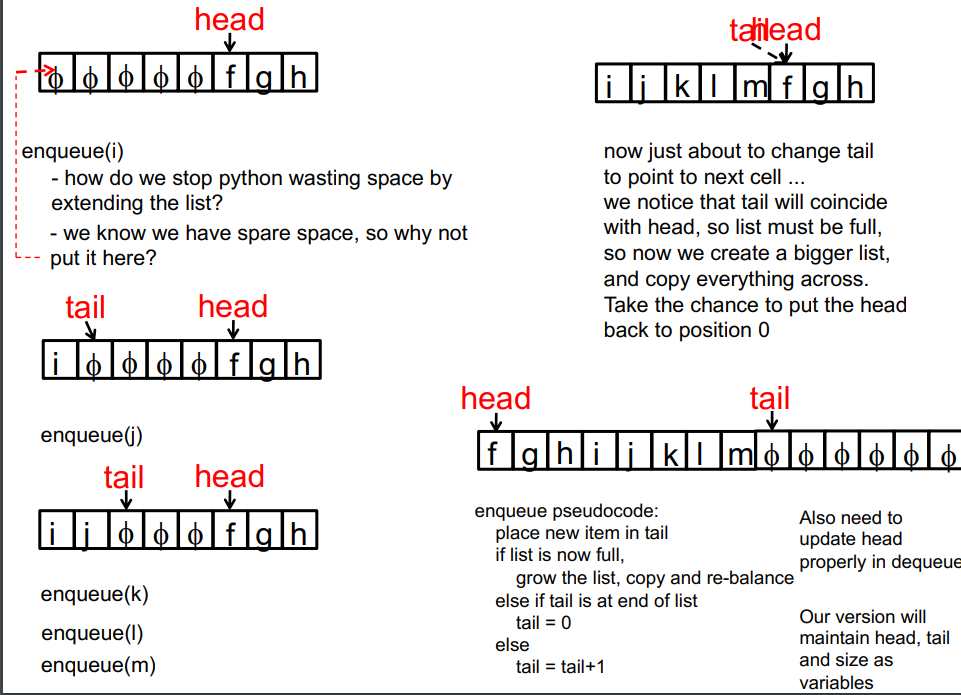 head
ϕ ϕ ϕ ϕ ϕ f g h
enqueue(i)
- how do we stop python wasting space by
extending the list?
- we know we have spare space, so why not
put it here?
tail head
i ϕ ϕ ϕ ϕ f g h
enqueue(j)
tail head
i j ϕ ϕ ϕ f g h
enqueue(k)
enqueue(l)
enqueue(m)
tail head
i j k l m f g h
now just about to change tail
to point to next cell ...
we notice that tail will coincide
with head, so list must be full,
so now we create a bigger list,
and copy everything across.
Take the chance to put the head
back to position 0
head tail
f g h i j k l m ϕ ϕ ϕ ϕ ϕ ϕ
enqueue pseudocode:
place new item in tail
if list is now full,
grow the list, copy and re-balance
else if tail is at end of list
tail = 0
else
tail = tail+1
Also need to
update head
properly in dequeue
Our version will
maintain head, tail
and size as
variables